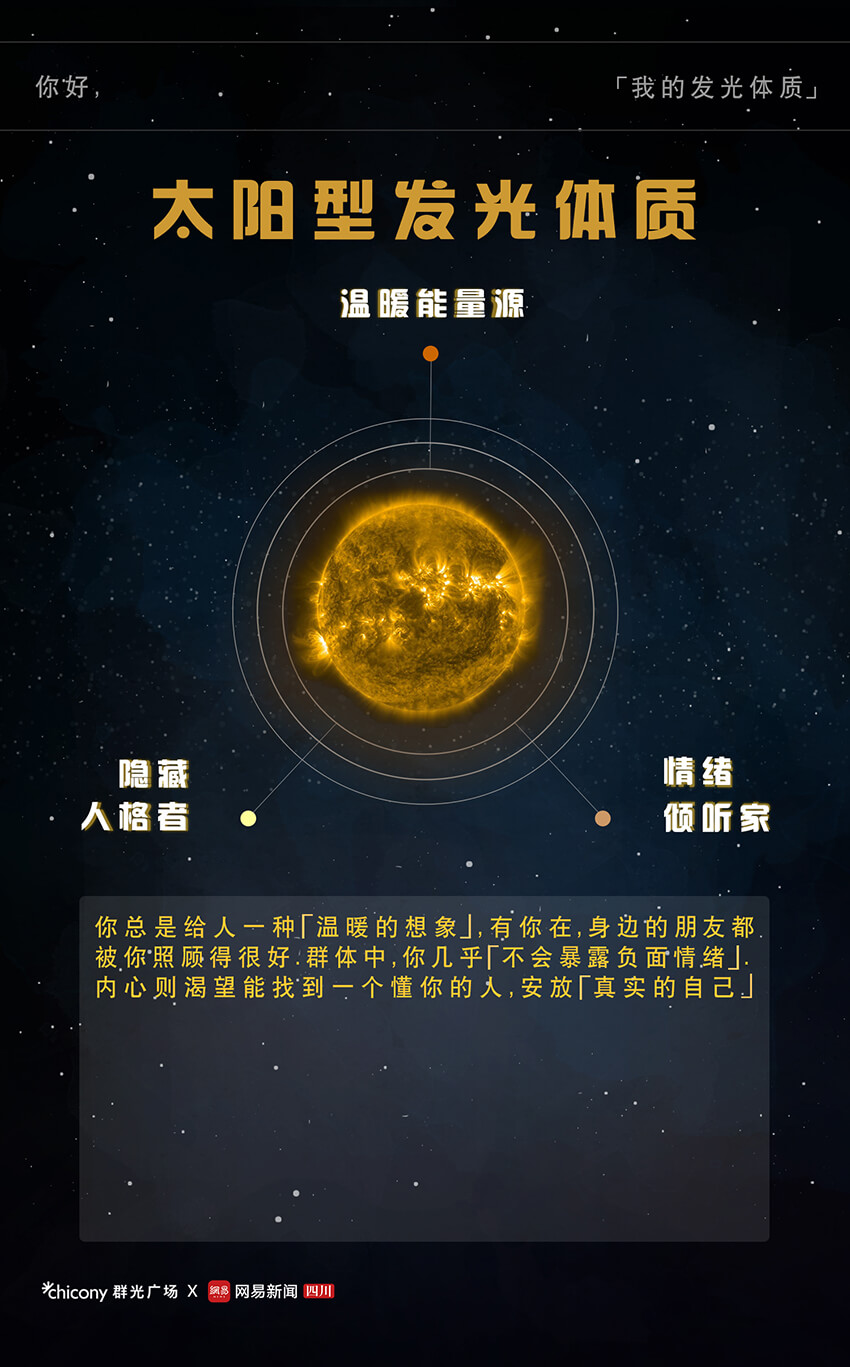 你好,
「我的发光体质」
太阳型发光体质
温暖能量源
隐藏
人格者
情绪
倾听家
你总是给人一种「温暖的想象」,有你在,身边的朋友都
被你照顾得很好.群体中,你几乎「不会暴露负面情绪」.
内心则渴望能找到一个懂你的人,安放「真实的自己」
chicony 群光广场 X 網易 NEWS 网易新闻 四川